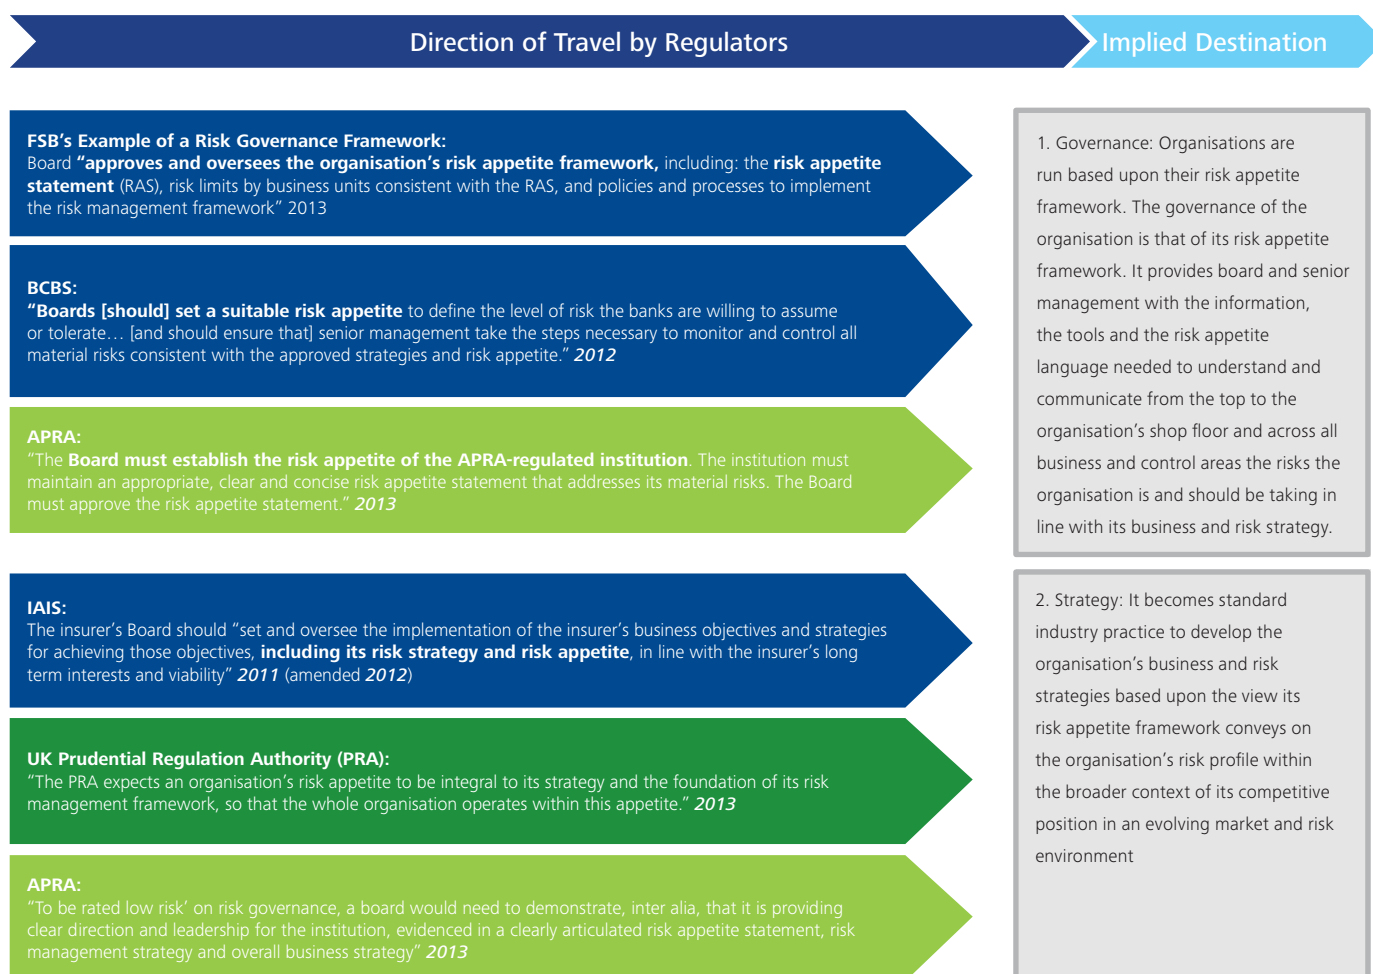 Direction of Travel by Regulators
Implied Destination
FSB’s Example of a Risk Governance Framework:
Board “approves and oversees the organisation’s risk appetite framework, including: the risk appetite
statement (RAS), risk limits by business units consistent with the RAS, and policies and processes to implement
the risk management framework” 2013
BCBS:
“Boards [should] set a suitable risk appetite to define the level of risk the banks are willing to assume
or tolerate… [and should ensure that] senior management take the steps necessary to monitor and control all
material risks consistent with the approved strategies and risk appetite.” 2012
APRA:
“The Board must establish the risk appetite of the APRA-regulated institution. The institution must
maintain an appropriate, clear and concise risk appetite statement that addresses its material risks. The Board
must approve the risk appetite statement.” 2013
1. Governance: Organisations are
run based upon their risk appetite
framework. The governance of the
organisation is that of its risk appetite
framework. It provides board and senior
management with the information,
the tools and the risk appetite
language needed to understand and
communicate from the top to the
organisation’s shop floor and across all
business and control areas the risks the
organisation is and should be taking in
line with its business and risk strategy.
IAIS:
The insurer’s Board should “set and oversee the implementation of the insurer’s business objectives and strategies
for achieving those objectives, including its risk strategy and risk appetite, in line with the insurer’s long
term interests and viability” 2011 (amended 2012)
UK Prudential Regulation Authority (PRA):
“The PRA expects an organisation’s risk appetite to be integral to its strategy and the foundation of its risk
management framework, so that the whole organisation operates within this appetite.” 2013
APRA:
“To be rated low risk’ on risk governance, a board would need to demonstrate, inter alia, that it is providing
clear direction and leadership for the institution, evidenced in a clearly articulated risk appetite statement, risk
management strategy and overall business strategy” 2013
2. Strategy: It becomes standard
industry practice to develop the
organisation’s business and risk
strategies based upon the view its
risk appetite framework conveys on
the organisation’s risk profile within
the broader context of its competitive
position in an evolving market and risk
environment